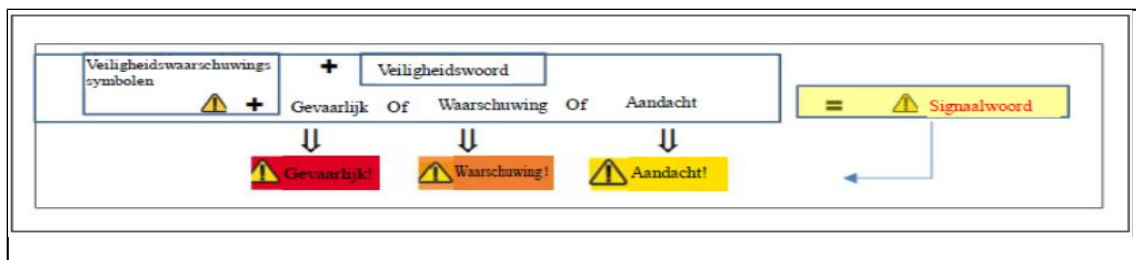 Veiligheidswaarschuwings
symbolen
+ Veiligheidswoord
+ Gevaarlijk Of Waarschuwing Of Aandacht
= Signaalwoord
Gevaarlijk! Waarschuwing! Aandacht!